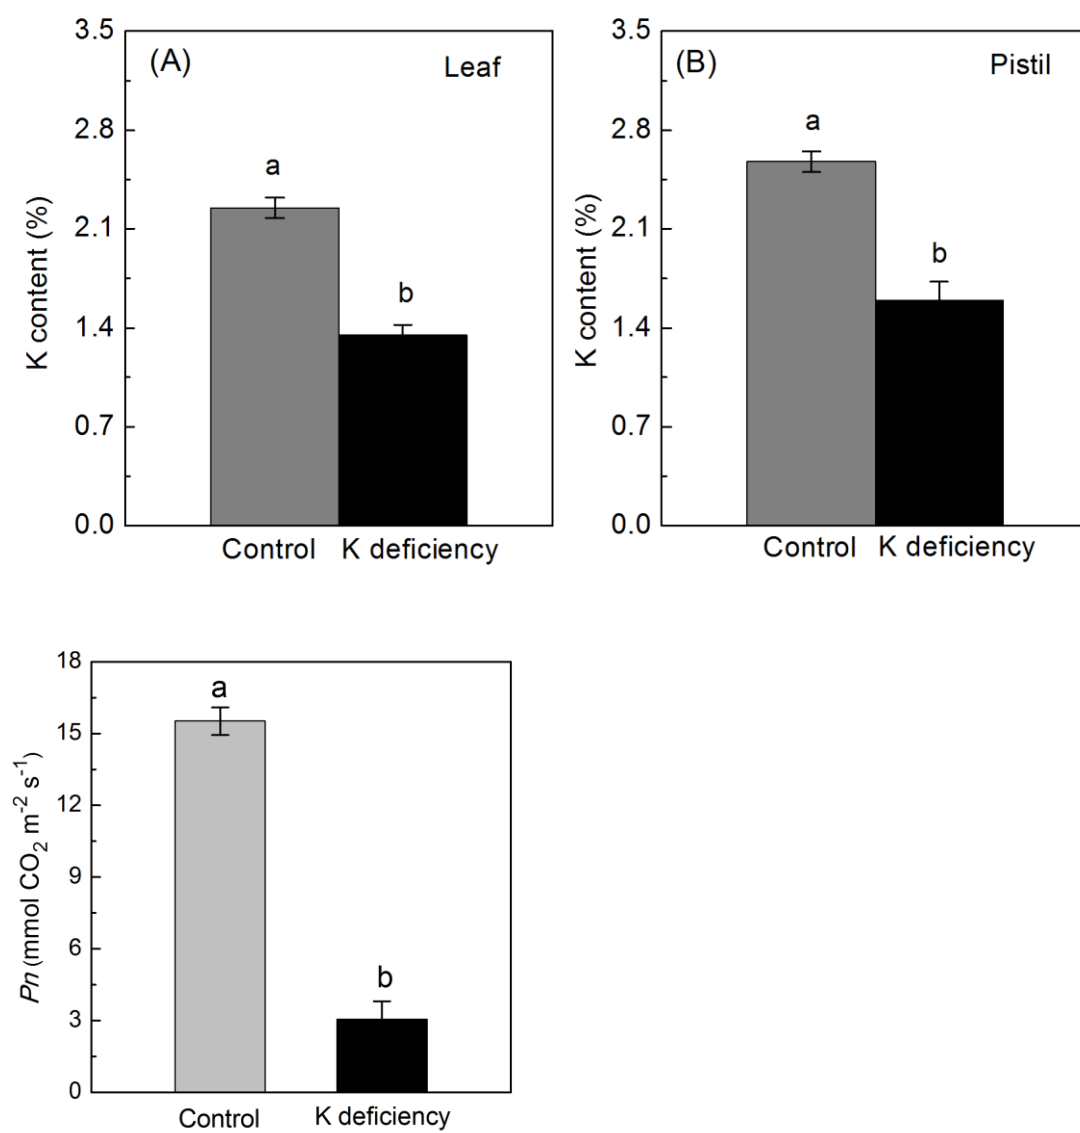 (A) Leaf
a
b
K content (%)
3.5
2.8
2.1
1.4
0.7
0.0
Control K deficiency
(B) Pistil
a
b
K content (%)
3.5
2.8
2.1
1.4
0.7
0.0
Control K deficiency
a
b
Pn (mmol CO₂ m⁻² s⁻¹)
18
15
12
9
6
3
0
Control K deficiency